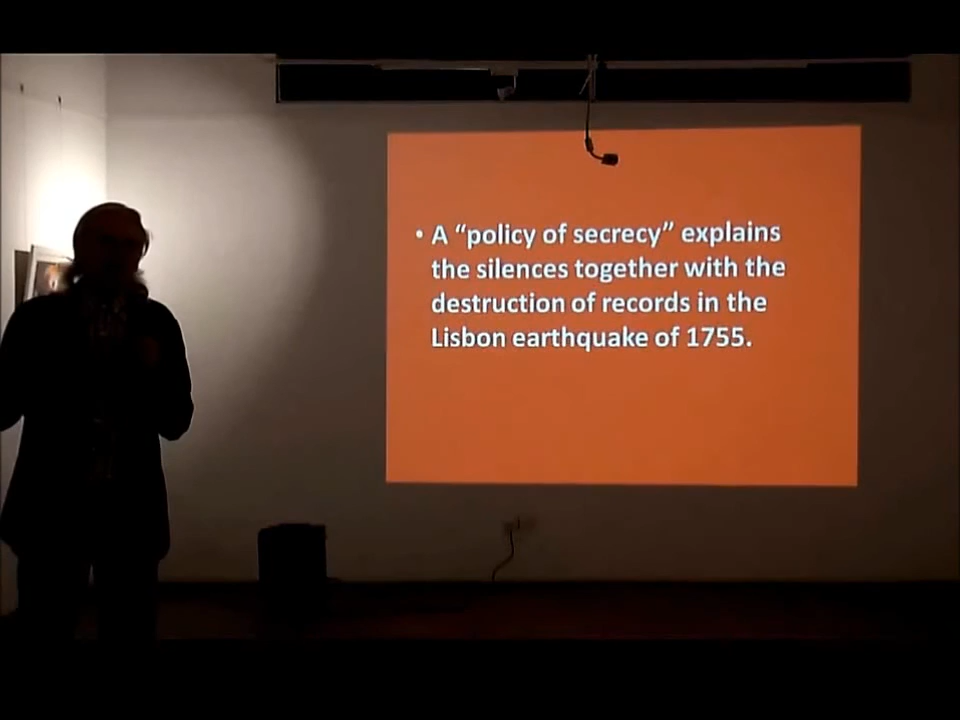 • A “policy of secrecy” explains
the silences together with the
destruction of records in the
Lisbon earthquake of 1755.